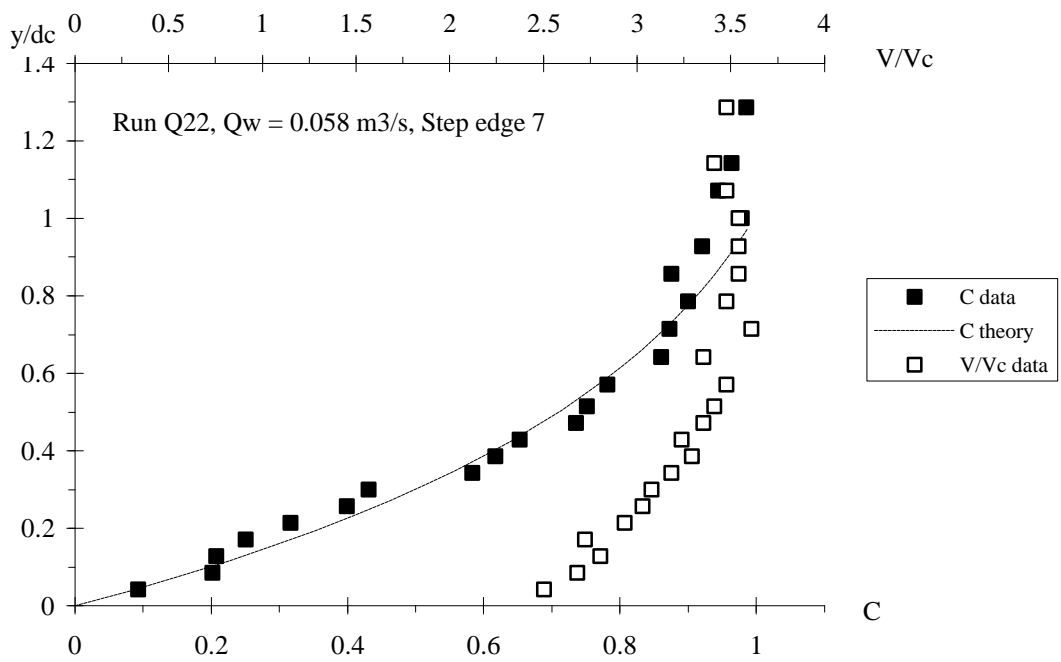 0 0.5 1 1.5 2 2.5 3 3.5 4
y/dc
V/Vc
1.4
Run Q22, Qw = 0.058 m3/s, Step edge 7
1.2
1
0.8
C data
C theory
V/Vc data
0.6
0.4
0.2
0
C
0 0.2 0.4 0.6 0.8 1